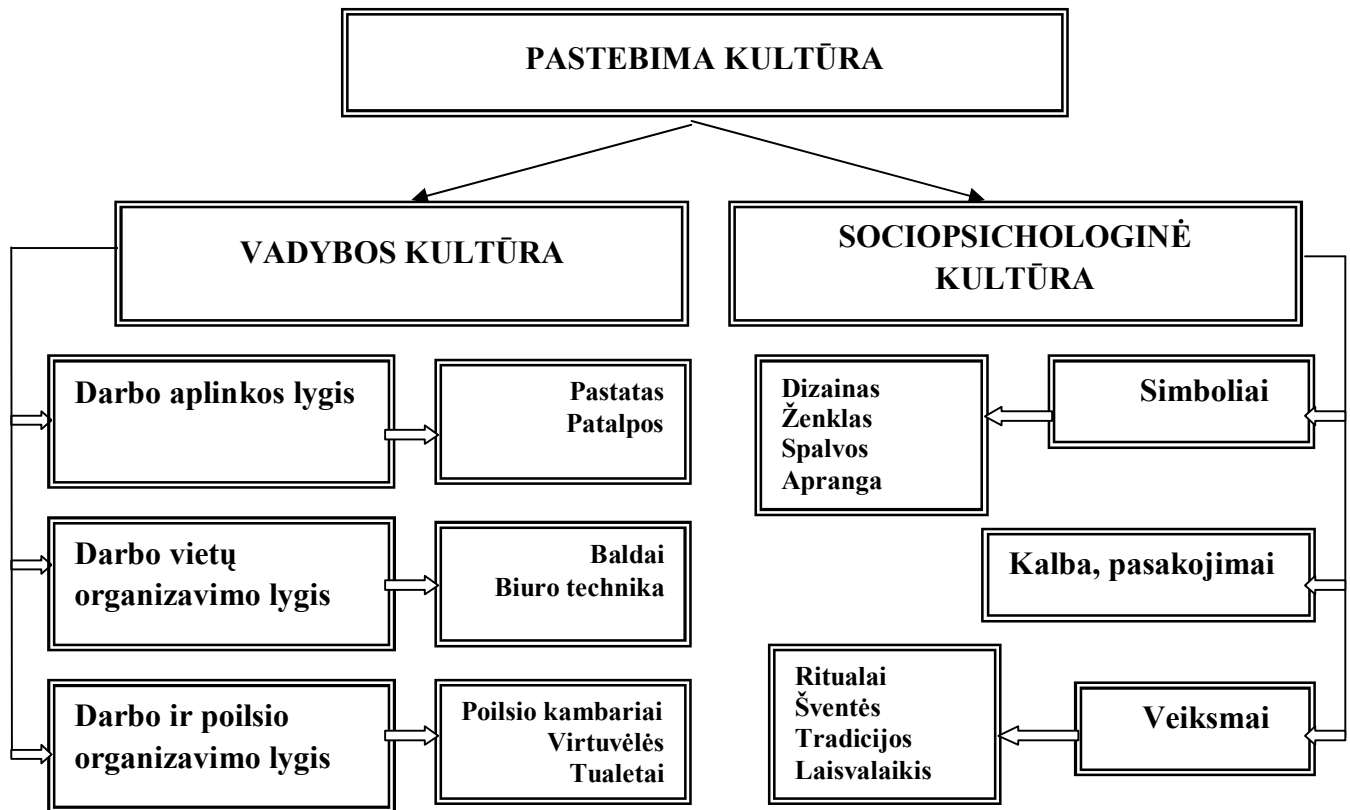 PASTEBIMA KULTŪRA
VADYBOS KULTŪRA
SOCIOPSICHOLOGINĖ
KULTŪRA
Darbo aplinkos lygis
Pastatas
Patalpos
Dizainas
Ženklas
Spalvos
Apranga
Simboliai
Darbo vietų
organizavimo lygis
Baldai
Biuro technika
Kalba, pasakojimai
Darbo ir poilsio
organizavimo lygis
Poilsio kambariai
Virtuvėlės
Tualetai
Ritualai
Šventės
Tradicijos
Laisvalaikis
Veiksmai